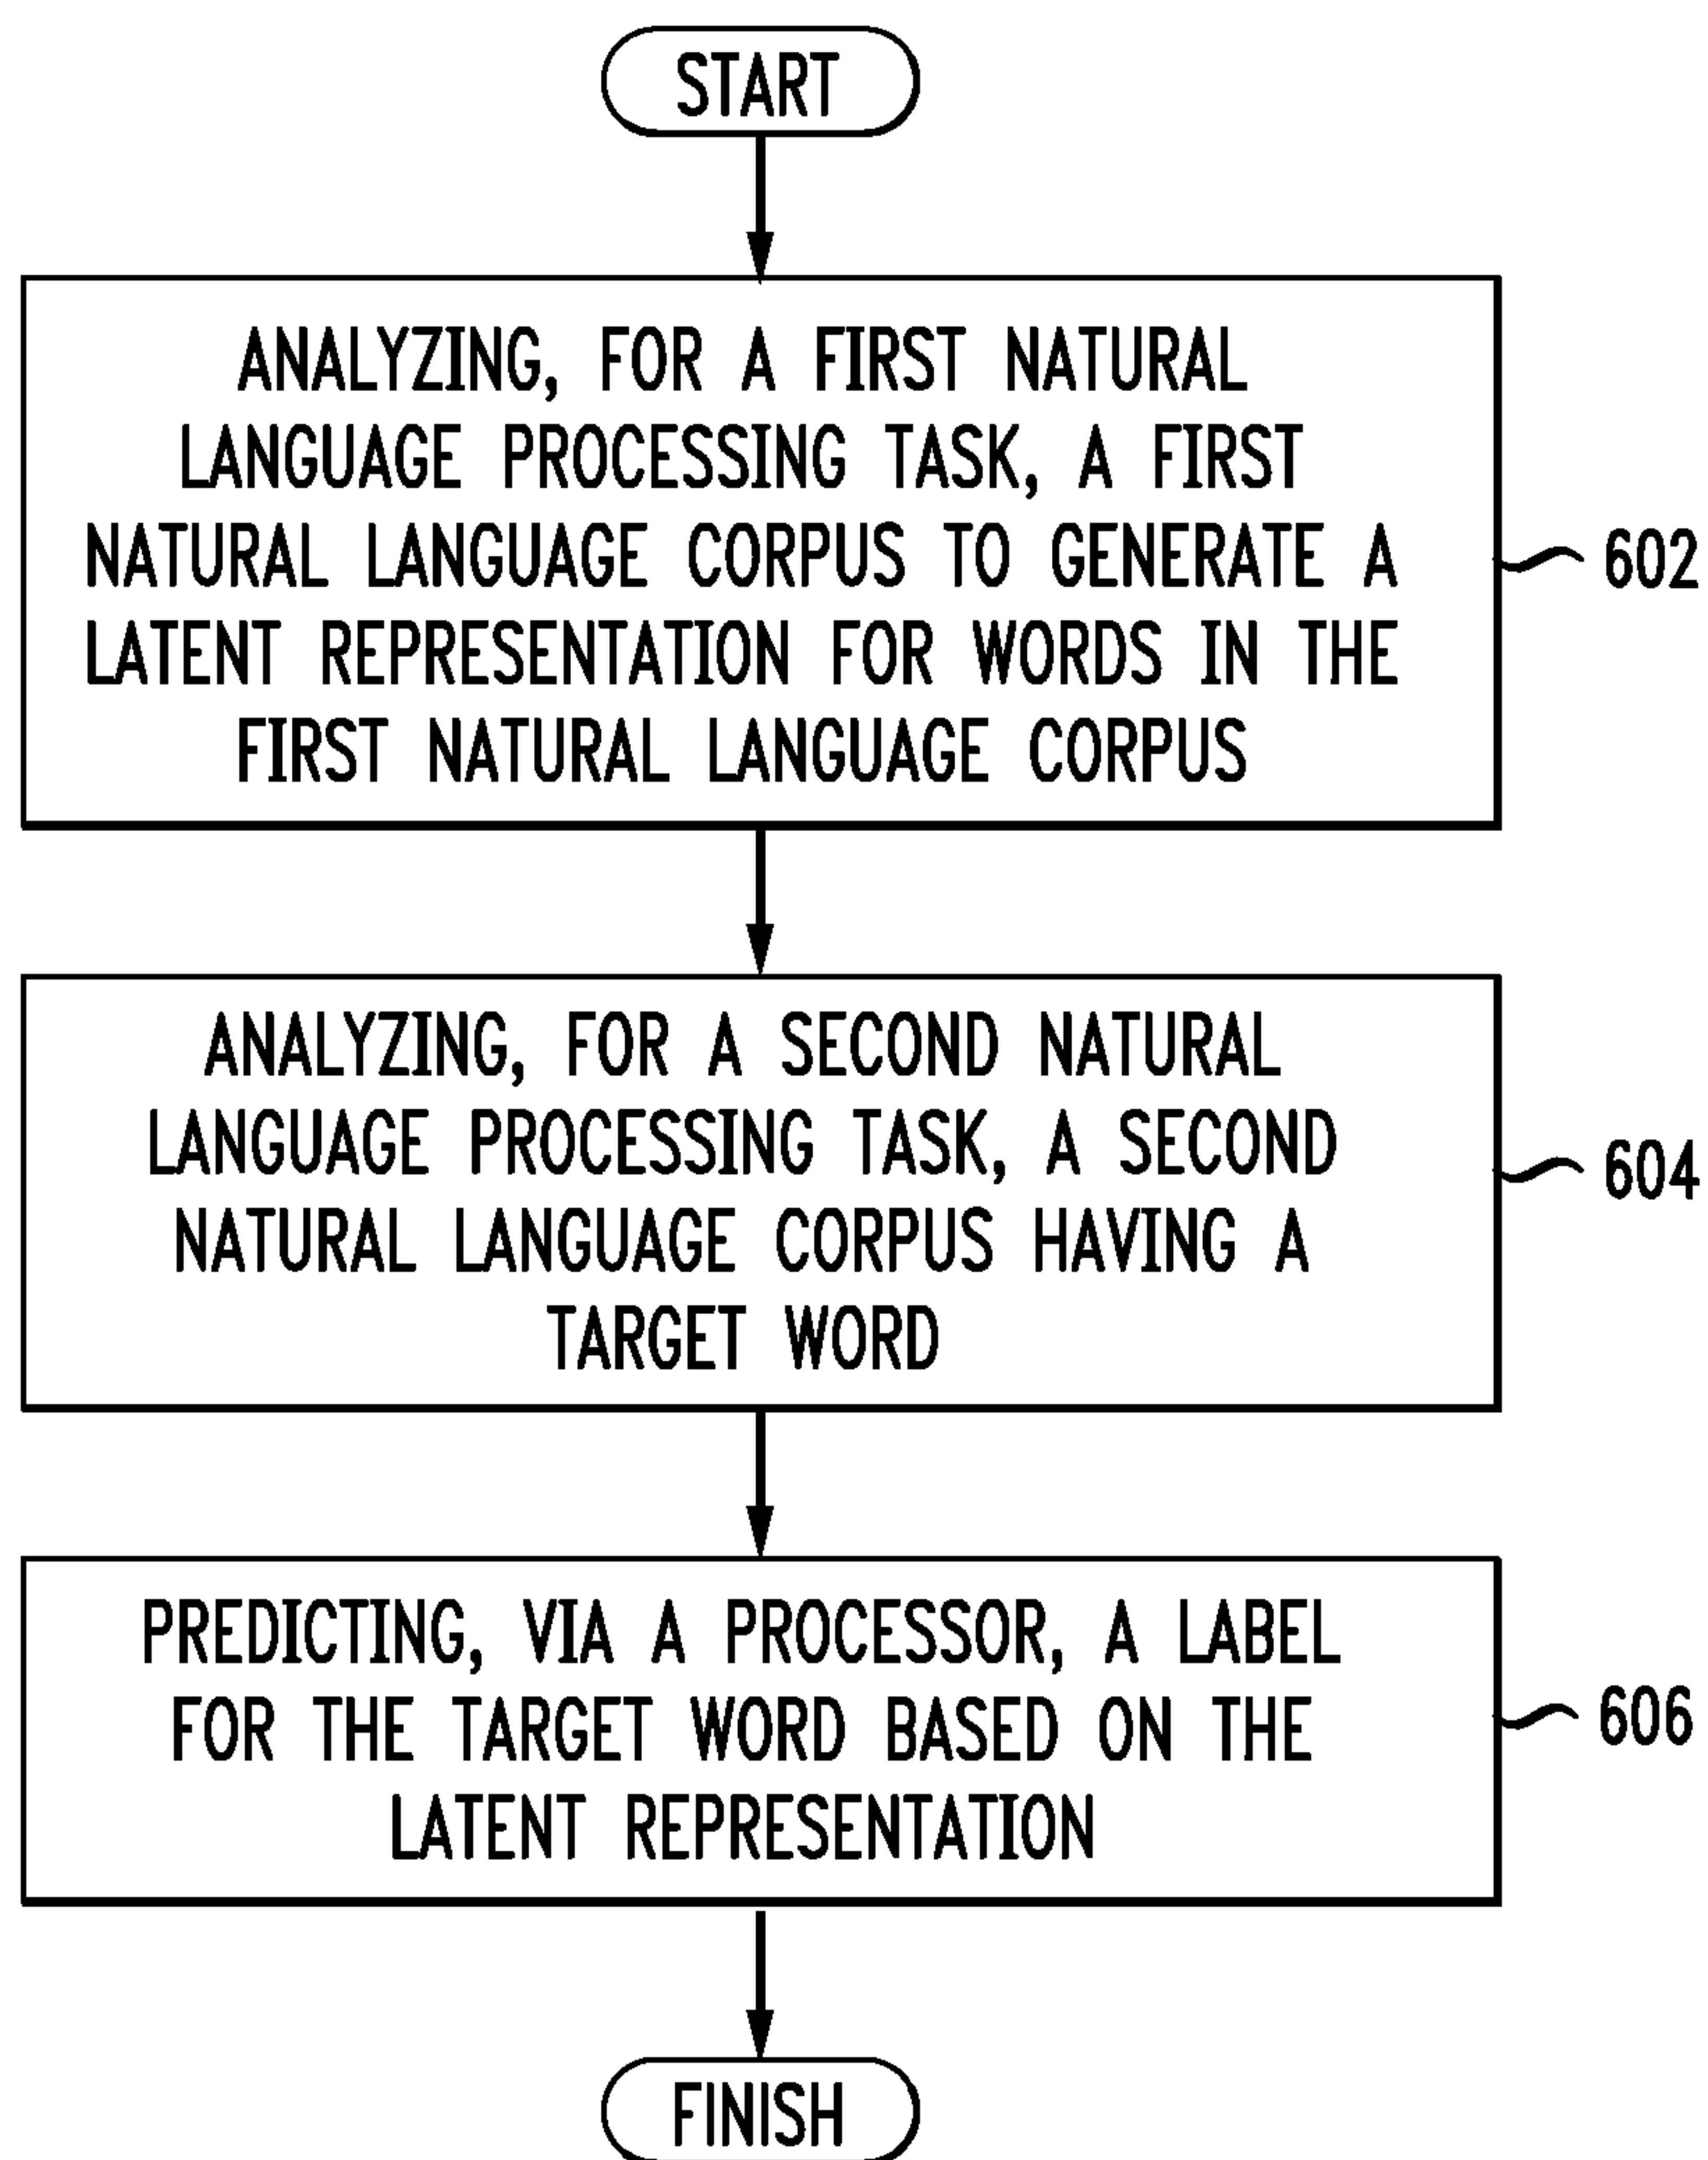 START
ANALYZING, FOR A FIRST NATURAL
LANGUAGE PROCESSING TASK, A FIRST
NATURAL LANGUAGE CORPUS TO GENERATE A
LATENT REPRESENTATION FOR WORDS IN THE
FIRST NATURAL LANGUAGE CORPUS
602
ANALYZING, FOR A SECOND NATURAL
LANGUAGE PROCESSING TASK, A SECOND
NATURAL LANGUAGE CORPUS HAVING A
TARGET WORD
604
PREDICTING, VIA A PROCESSOR, A LABEL
FOR THE TARGET WORD BASED ON THE
LATENT REPRESENTATION
606
FINISH